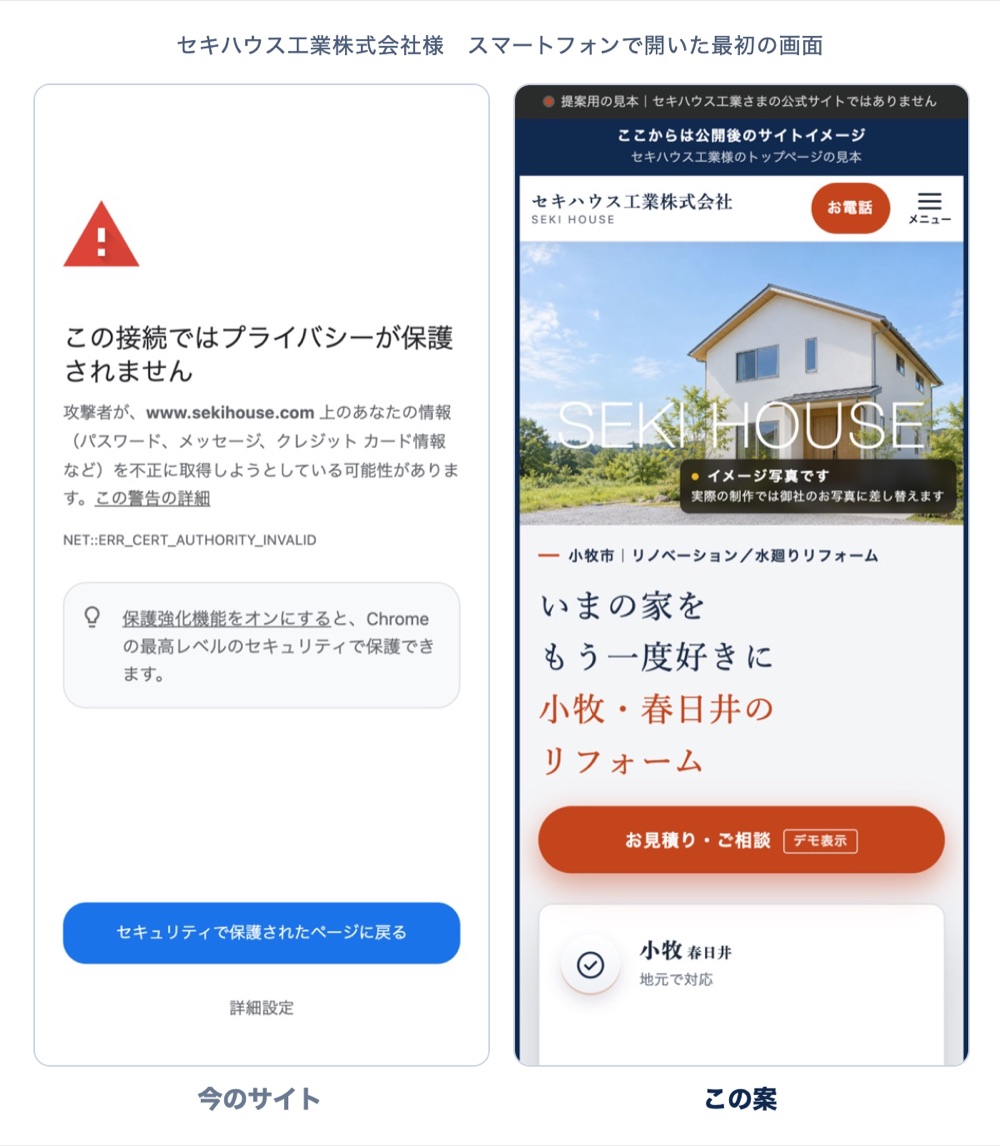 セキハウス工業株式会社様　スマートフォンで開いた最初の画面
この接続ではプライバシーが保護
されません
攻撃者が、www.sekihouse.com 上のあなたの情報
（パスワード、メッセージ、クレジット カード情報
など）を不正に取得しようとしている可能性がありま
す。この警告の詳細
NET::ERR_CERT_AUTHORITY_INVALID
保護強化機能をオンにすると、Chrome
の最高レベルのセキュリティで保護でき
ます。
セキュリティで保護されたページに戻る
詳細設定
今のサイト
提案用の見本｜セキハウス工業さまの公式サイトではありません
ここからは公開後のサイトイメージ
セキハウス工業様のトップページの見本
セキハウス工業株式会社
SEKI HOUSE
お電話
メニュー
SEKI HOUSE
イメージ写真です
実際の制作では御社のお写真に差し替えます
小牧市｜リノベーション／水廻りリフォーム
いまの家を
もう一度好きに
小牧・春日井の
リフォーム
お見積り・ご相談 デモ表示
小牧 春日井
地元で対応
この案